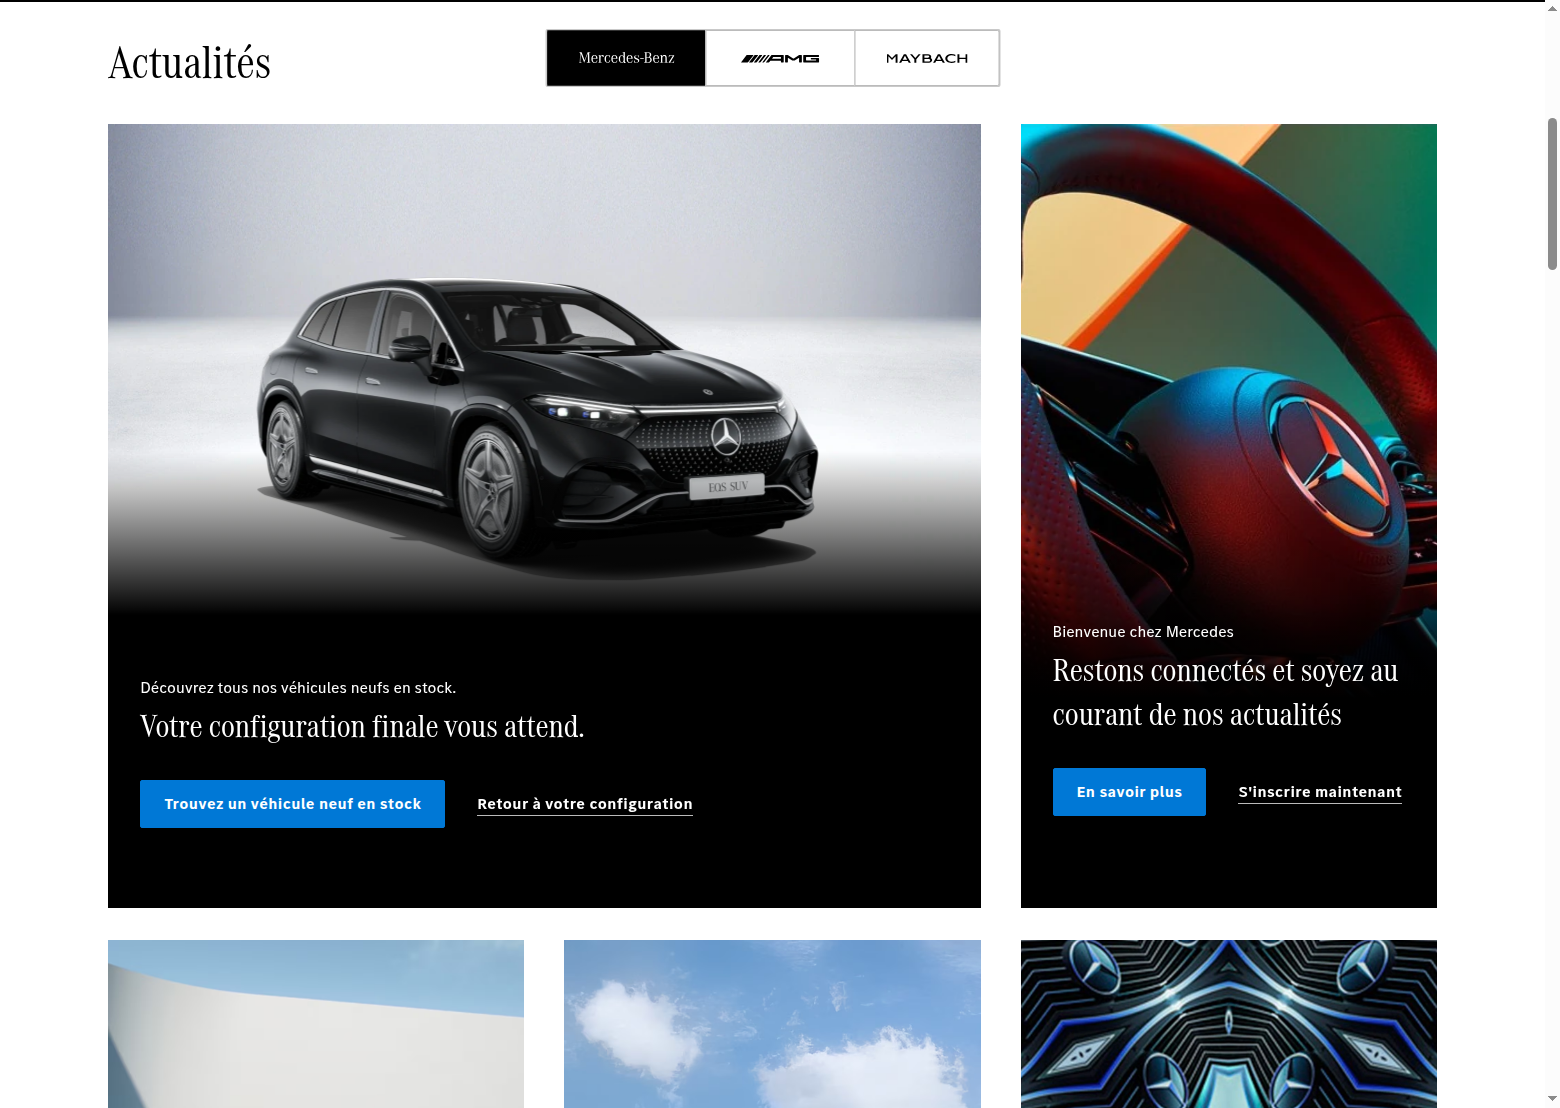 Actualités
Mercedes-Benz
AMG
MAYBACH
EQS SUV
Découvrez tous nos véhicules neufs en stock.
Votre configuration finale vous attend.
Trouvez un véhicule neuf en stock
Retour à votre configuration
Bienvenue chez Mercedes
Restons connectés et soyez au
courant de nos actualités
En savoir plus
S'inscrire maintenant